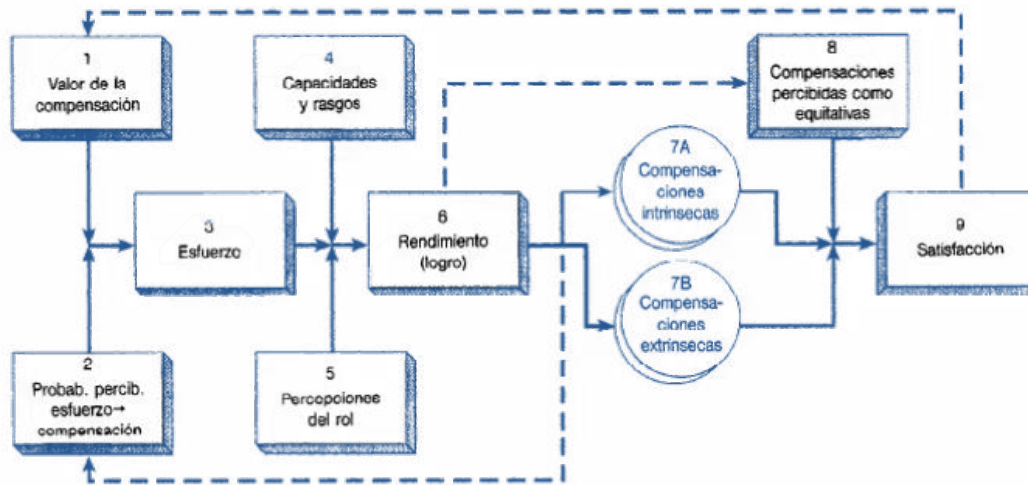 1
Valor de la
compensación
2
Probab. percib.
esfuerzo→
compensación
3
Esfuerzo
4
Capacidades
y rasgos
5
Percepciones
del rol
6
Rendimiento
(logro)
7A
Compensa-
ciones
intrínsecas
7B
Compensa-
ciones
extrínsecas
8
Compensaciones
percibidas como
equitativas
9
Satisfacción